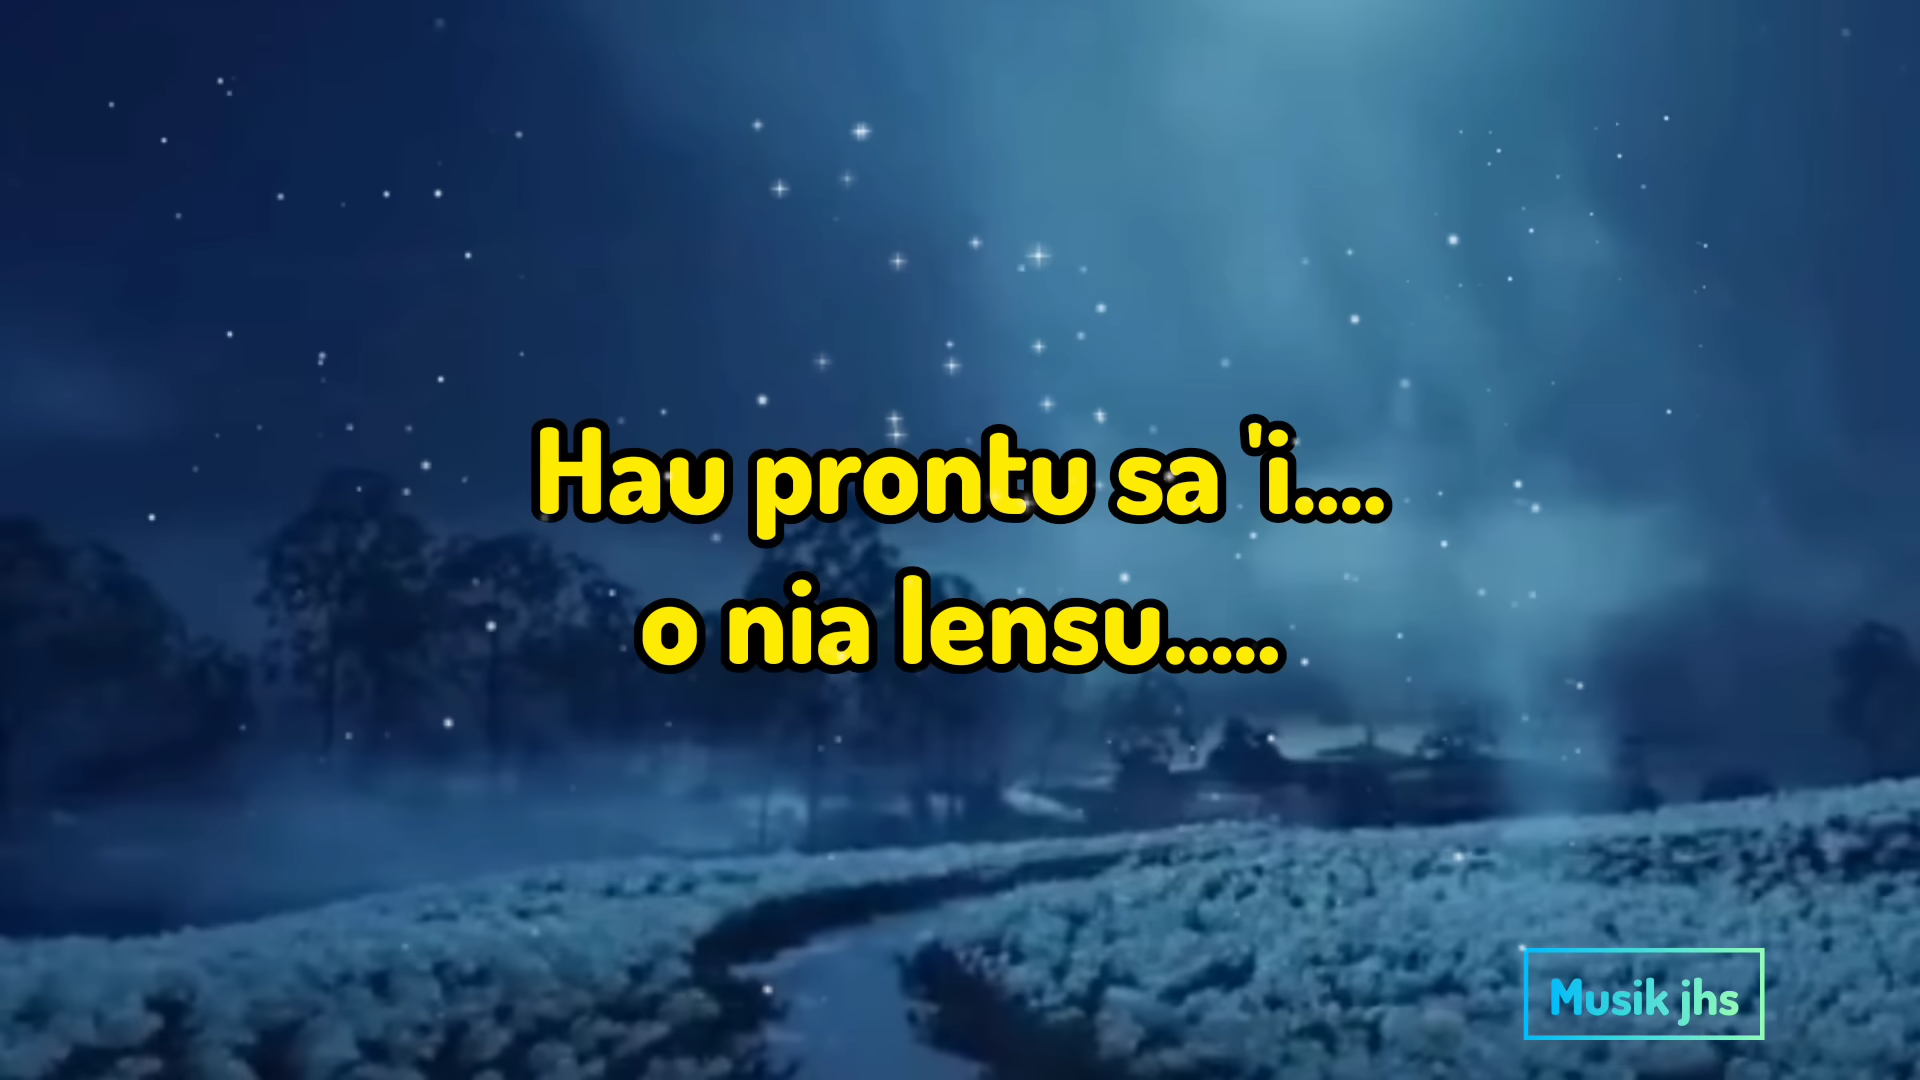 Hau prontu sa 'i....
o nia lensu.....
Musik jhs